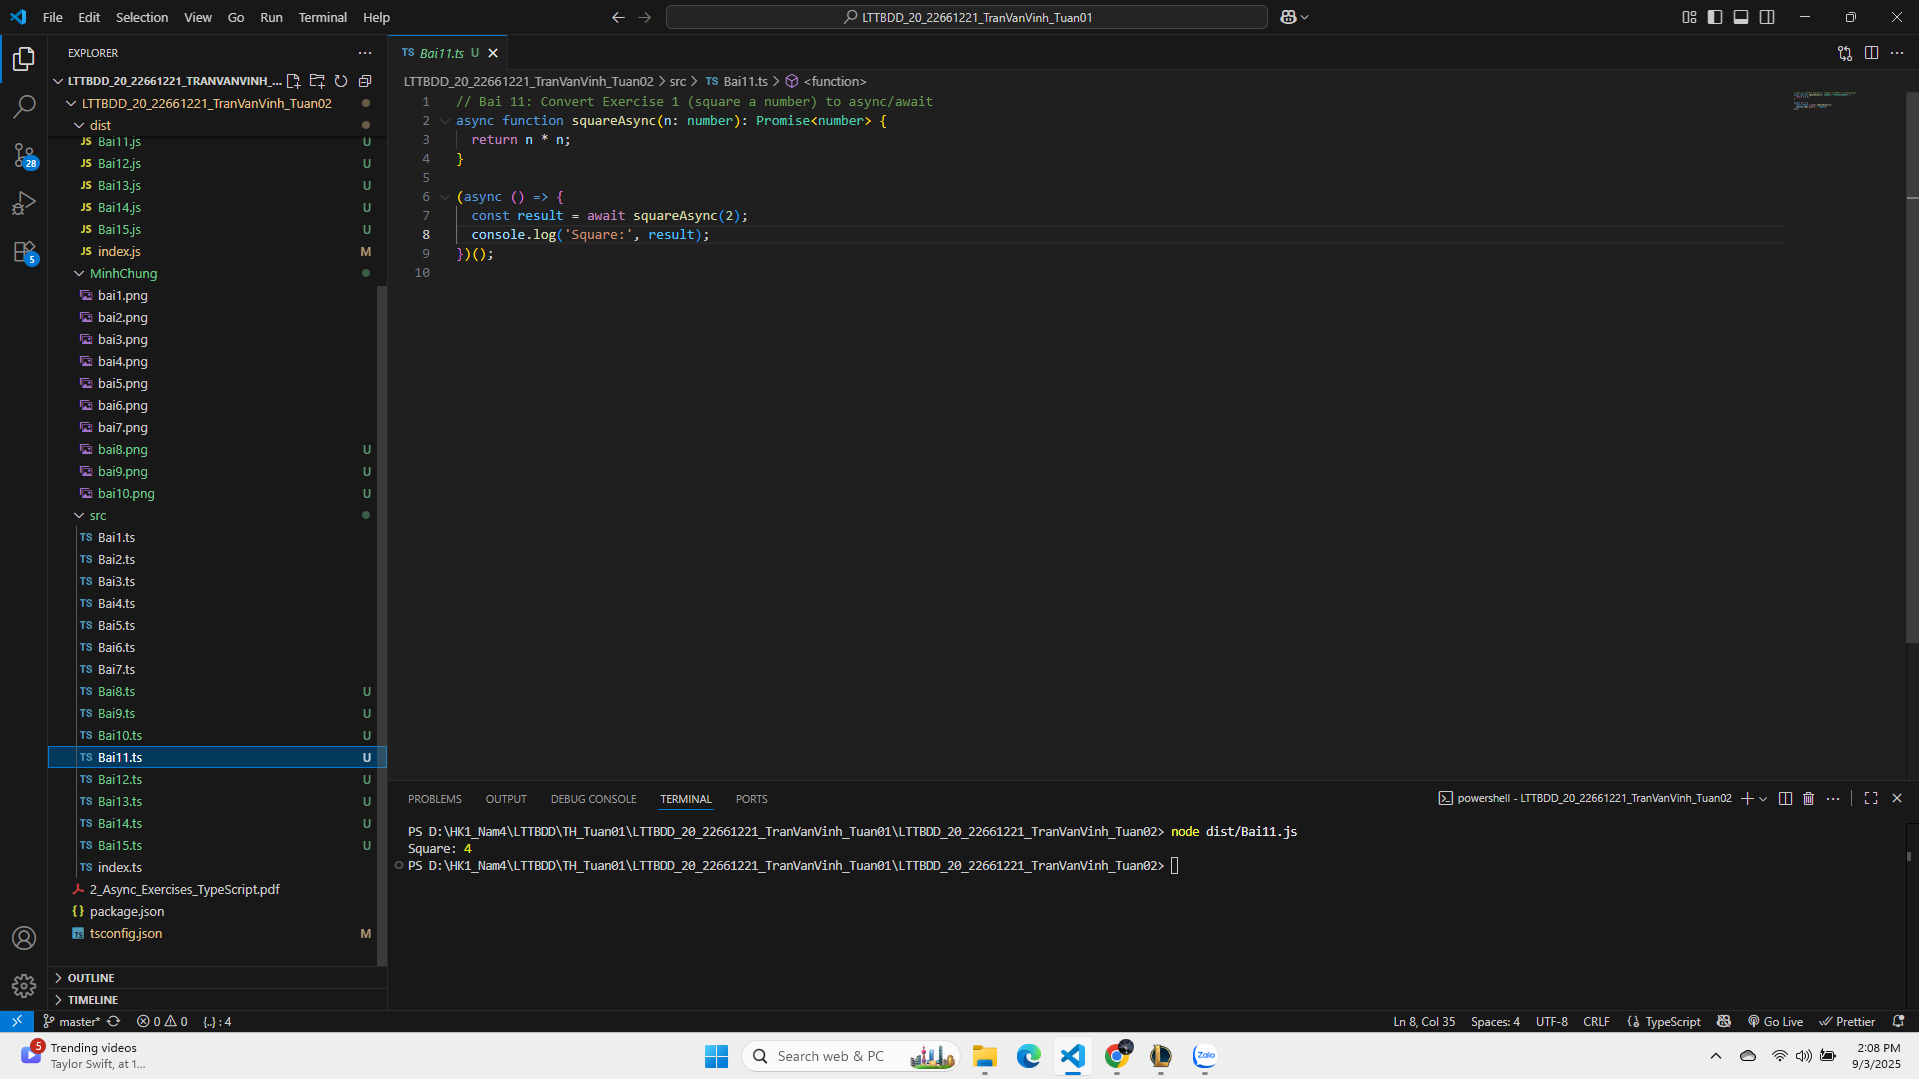 File Edit Selection View Go Run Terminal Help
LTTBDD_20_22661221_TranVanVinh_Tuan01
EXPLORER
LTTBDD_20_22661221_TRANVANVINH_...
LTTBDD_20_22661221_TranVanVinh_Tuan02
dist
JS Bai11.js U
JS Bai12.js U
JS Bai13.js U
JS Bai14.js U
JS Bai15.js U
JS index.js M
MinhChung
bai1.png
bai2.png
bai3.png
bai4.png
bai5.png
bai6.png
bai7.png
bai8.png U
bai9.png U
bai10.png U
src
TS Bai1.ts
TS Bai2.ts
TS Bai3.ts
TS Bai4.ts
TS Bai5.ts
TS Bai6.ts
TS Bai7.ts
TS Bai8.ts U
TS Bai9.ts U
TS Bai10.ts U
TS Bai11.ts U
TS Bai12.ts U
TS Bai13.ts U
TS Bai14.ts U
TS Bai15.ts U
TS index.ts
2_Async_Exercises_TypeScript.pdf
{} package.json
TS tsconfig.json M
OUTLINE
TIMELINE
28
5
TS Bai11.ts U
LTTBDD_20_22661221_TranVanVinh_Tuan02 > src > TS Bai11.ts > <function>
1 // Bai 11: Convert Exercise 1 (square a number) to async/await
2 async function squareAsync(n: number): Promise<number> {
3 return n * n;
4 }
5
6 (async () => {
7 const result = await squareAsync(2);
8 console.log('Square:', result);
9 })();
10
PROBLEMS OUTPUT DEBUG CONSOLE TERMINAL PORTS
powershell - LTTBDD_20_22661221_TranVanVinh_Tuan02
PS D:\HK1_Nam4\LTTBDD\TH_Tuan01\LTTBDD_20_22661221_TranVanVinh_Tuan01\LTTBDD_20_22661221_TranVanVinh_Tuan02> node dist/Bai11.js
Square: 4
PS D:\HK1_Nam4\LTTBDD\TH_Tuan01\LTTBDD_20_22661221_TranVanVinh_Tuan01\LTTBDD_20_22661221_TranVanVinh_Tuan02>
master* 0 0 {..} : 4
Ln 8, Col 35 Spaces: 4 UTF-8 CRLF {} TypeScript Go Live Prettier
5
Trending videos
Taylor Swift, at 1...
Search web & PC
Zalo
2:08 PM
9/3/2025